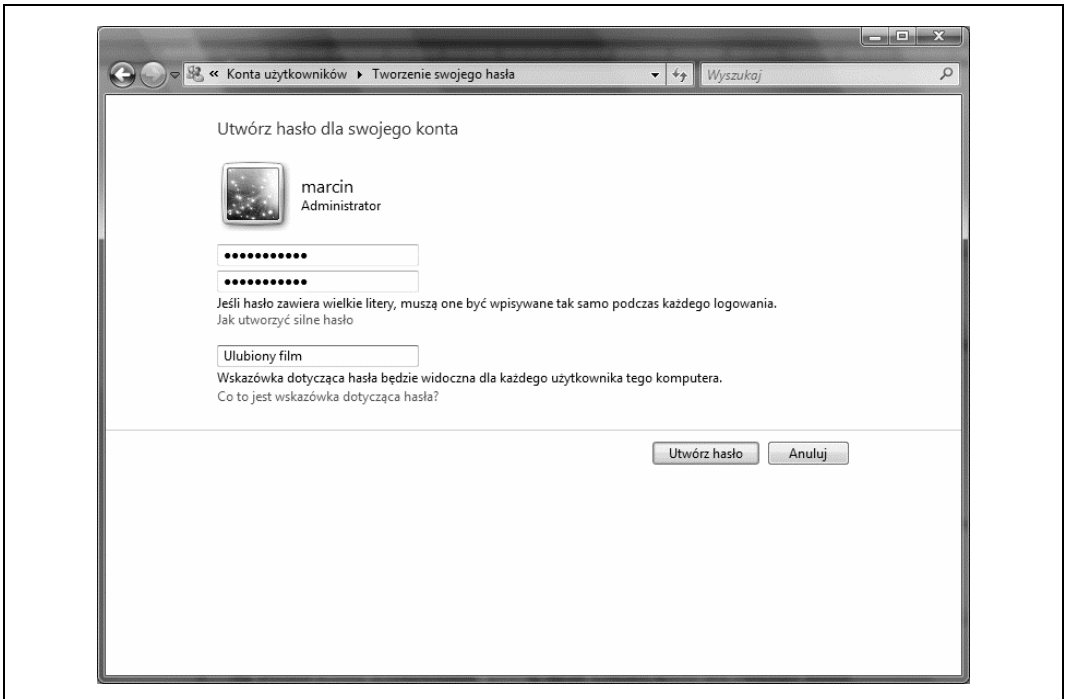 « Konta użytkowników ▸ Tworzenie swojego hasła
Wyszukaj
Utwórz hasło dla swojego konta
marcin
Administrator
●●●●●●●●●●●
●●●●●●●●●●●
Jeśli hasło zawiera wielkie litery, muszą one być wpisywane tak samo podczas każdego logowania.
Jak utworzyć silne hasło
Ulubiony film
Wskazówka dotycząca hasła będzie widoczna dla każdego użytkownika tego komputera.
Co to jest wskazówka dotycząca hasła?
Utwórz hasło Anuluj